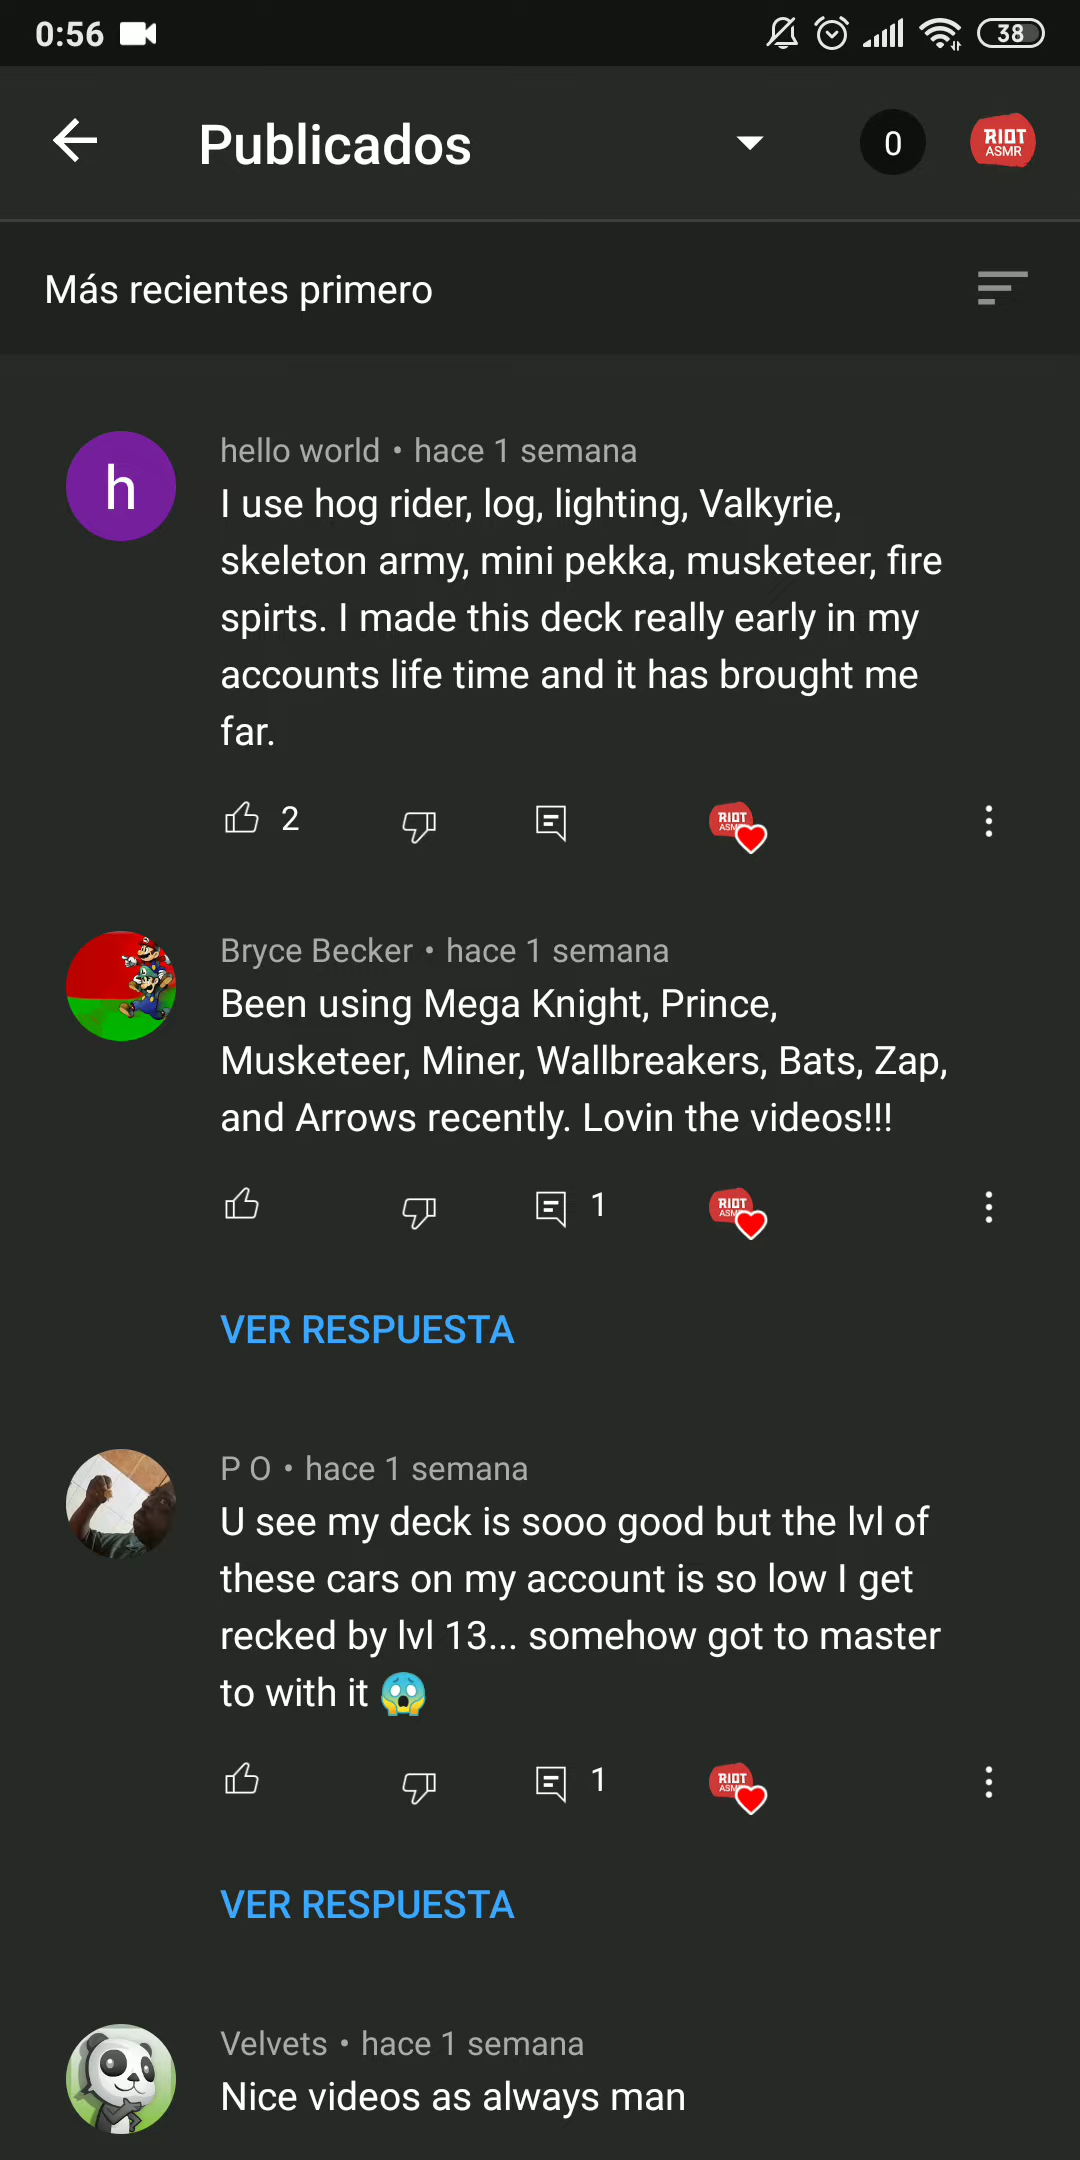 0:56
38
Publicados
0
RIOT
ASMR
Más recientes primero
h
hello world • hace 1 semana
I use hog rider, log, lighting, Valkyrie,
skeleton army, mini pekka, musketeer, fire
spirts. I made this deck really early in my
accounts life time and it has brought me
far.
2
RIOT
ASMR
Bryce Becker • hace 1 semana
Been using Mega Knight, Prince,
Musketeer, Miner, Wallbreakers, Bats, Zap,
and Arrows recently. Lovin the videos!!!
1
RIOT
ASMR
VER RESPUESTA
P O • hace 1 semana
U see my deck is sooo good but the lvl of
these cars on my account is so low I get
recked by lvl 13... somehow got to master
to with it 😱
1
RIOT
ASMR
VER RESPUESTA
Velvets • hace 1 semana
Nice videos as always man